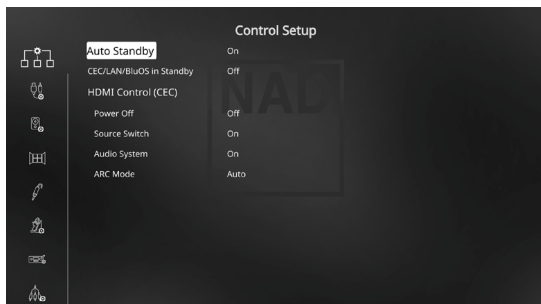 Control Setup
Auto Standby On
CEC/LAN/BluOS in Standby Off
HDMI Control (CEC)
Power Off Off
Source Switch On
Audio System On
ARC Mode Auto
NAD